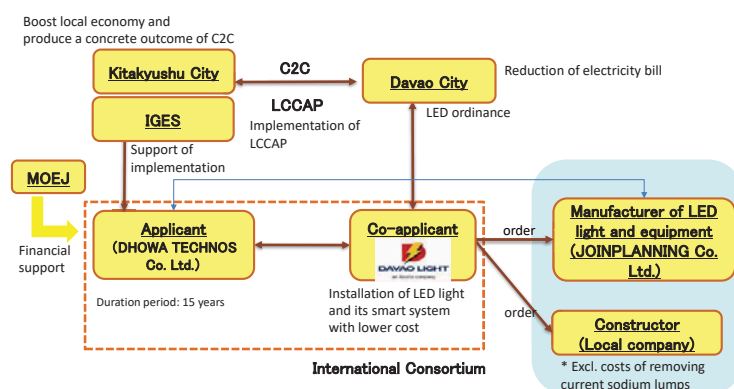 Boost local economy and
produce a concrete outcome of C2C
Kitakyushu City
C2C
Davao City
Reduction of electricity bill
IGES
LCCAP
Implementation of
LCCAP
LED ordinance
Support of
implementation
MOEJ
Financial
support
Applicant
(DHOWA TECHNOS
Co. Ltd.)
Duration period: 15 years
Co-applicant
DAVAO LIGHT
Installation of LED light
and its smart system
with lower cost
order
order
Manufacturer of LED
light and equipment
(JOINPLANNING Co.
Ltd.)
Constructor
(Local company)
* Excl. costs of removing
current sodium lumps
International Consortium